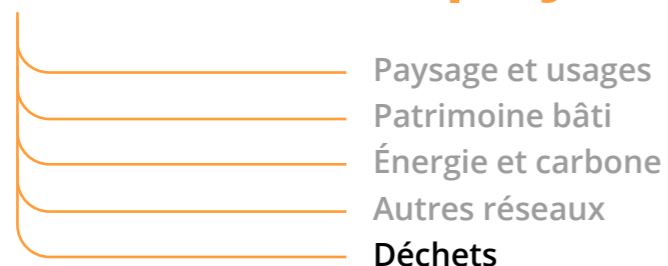 Paysage et usages
Patrimoine bâti
Énergie et carbone
Autres réseaux
Déchets